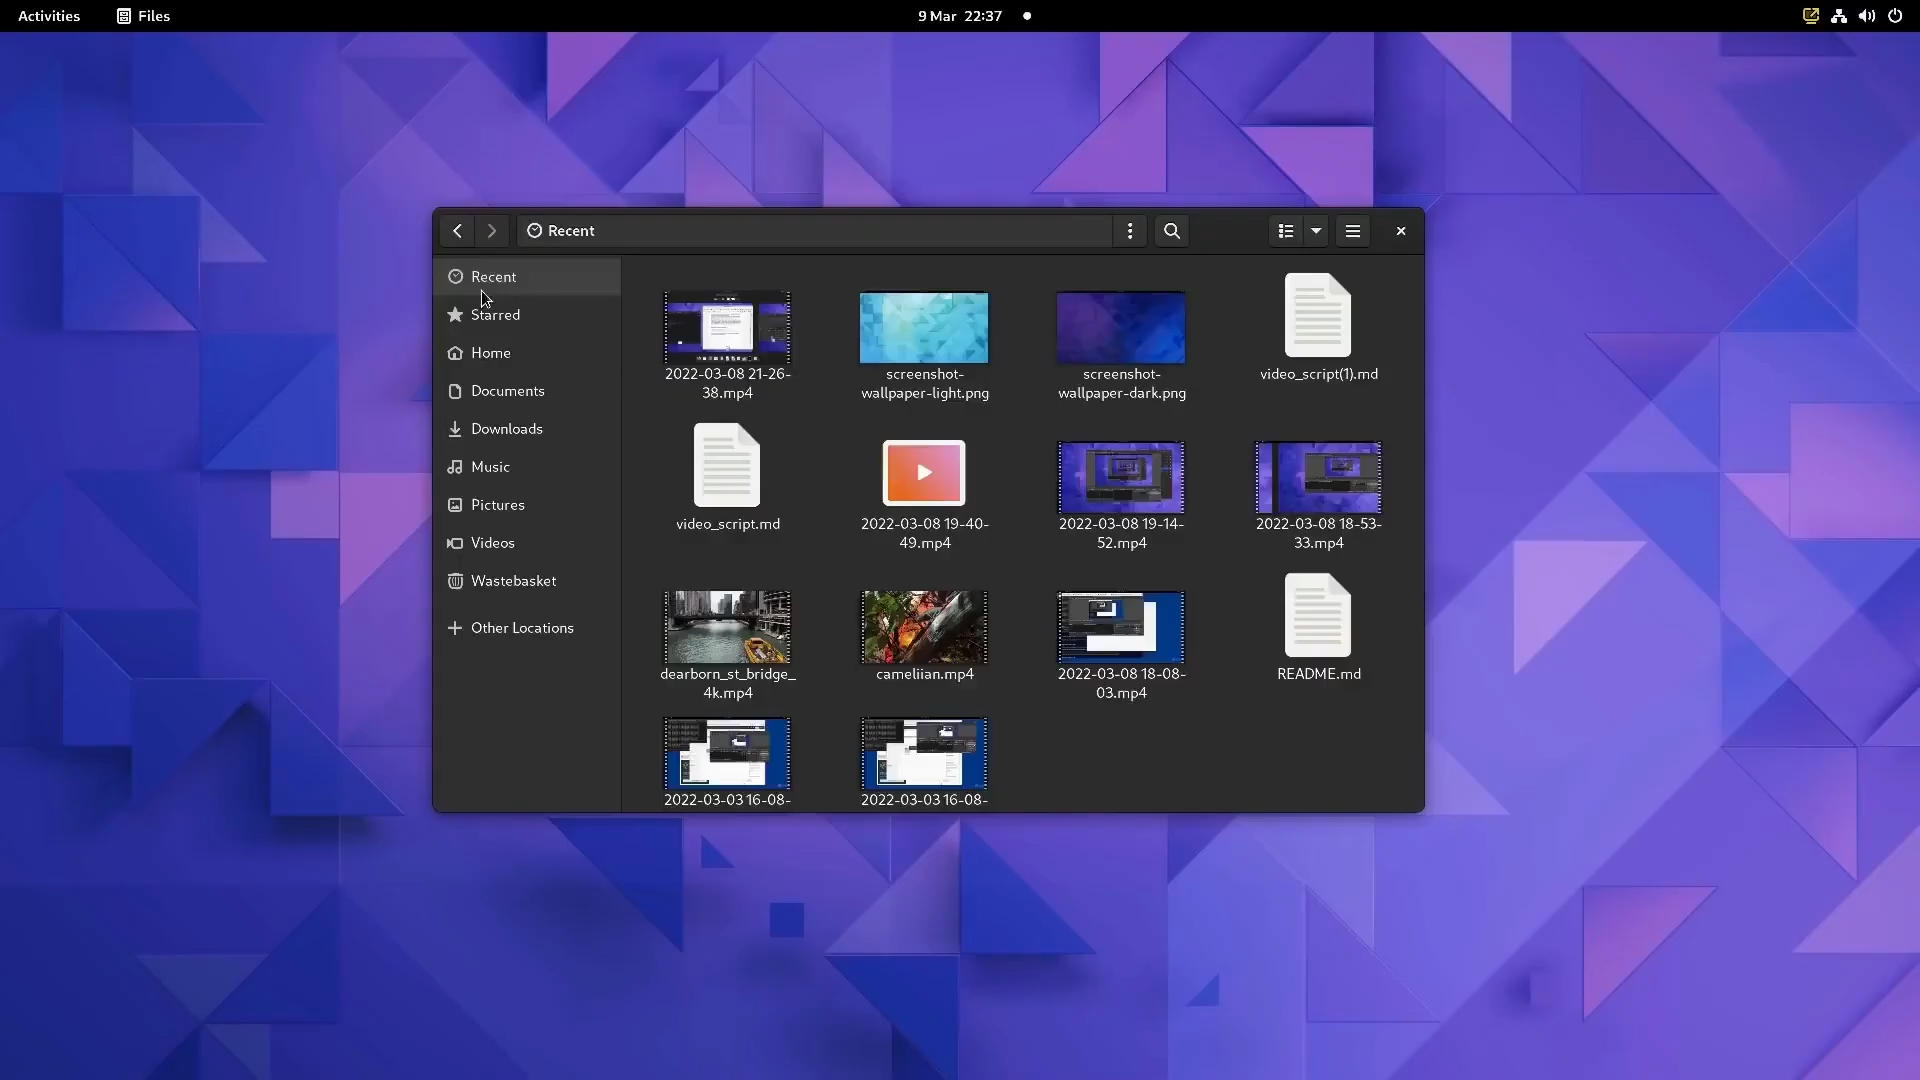 Activities
Files
9 Mar 22:37
Recent
Recent
Starred
Home
Documents
Downloads
Music
Pictures
Videos
Wastebasket
Other Locations
2022-03-08 21-26-
38.mp4
screenshot-
wallpaper-light.png
screenshot-
wallpaper-dark.png
video_script(1).md
video_script.md
2022-03-08 19-40-
49.mp4
2022-03-08 19-14-
52.mp4
2022-03-08 18-53-
33.mp4
dearborn_st_bridge_
4k.mp4
cameliian.mp4
2022-03-08 18-08-
03.mp4
README.md
2022-03-03 16-08-
2022-03-03 16-08-